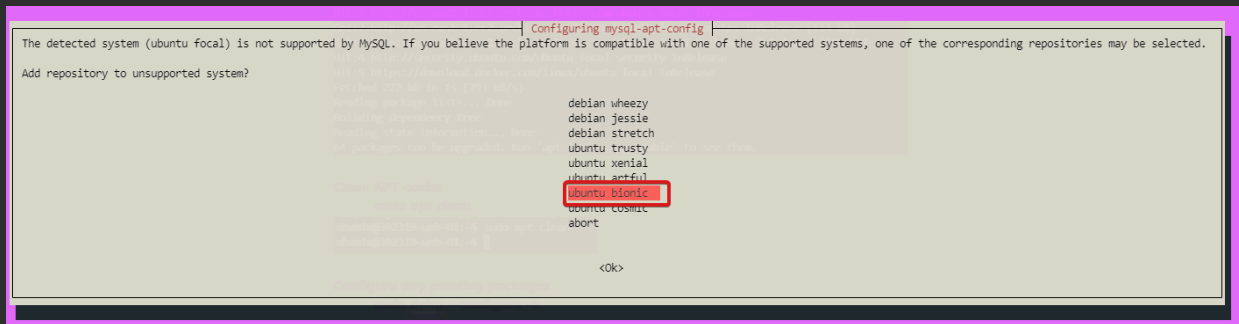 Configuring mysql-apt-config
The detected system (ubuntu focal) is not supported by MySQL. If you believe the platform is compatible with one of the supported systems, one of the corresponding repositories may be selected.
Add repository to unsupported system?
debian wheezy
debian jessie
debian stretch
ubuntu trusty
ubuntu xenial
ubuntu artful
ubuntu bionic
ubuntu cosmic
abort
<Ok>